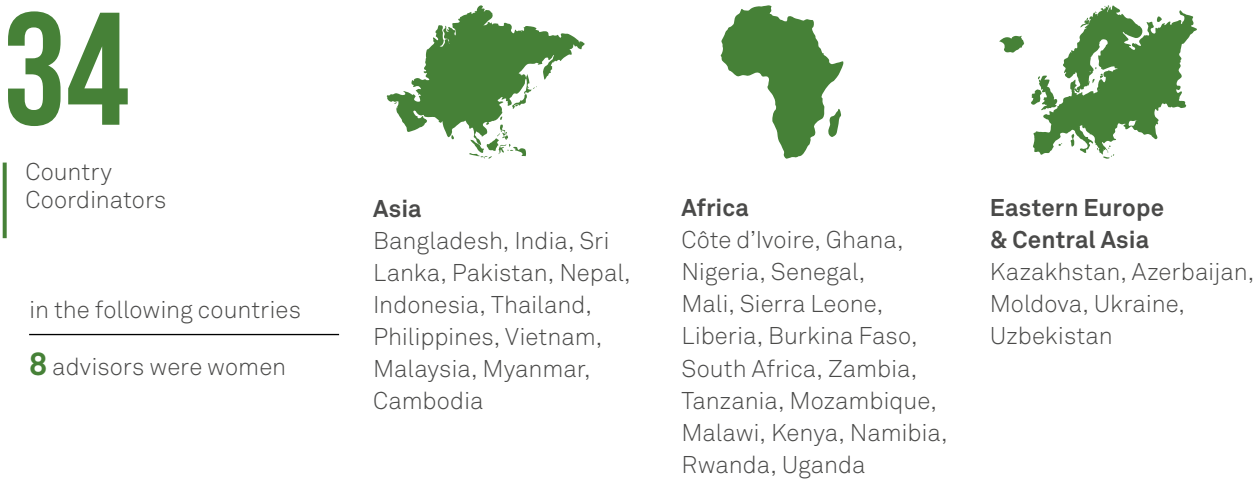 34
Country
Coordinators
in the following countries
8 advisors were women
Asia
Bangladesh, India, Sri
Lanka, Pakistan, Nepal,
Indonesia, Thailand,
Philippines, Vietnam,
Malaysia, Myanmar,
Cambodia
Africa
Côte d’Ivoire, Ghana,
Nigeria, Senegal,
Mali, Sierra Leone,
Liberia, Burkina Faso,
South Africa, Zambia,
Tanzania, Mozambique,
Malawi, Kenya, Namibia,
Rwanda, Uganda
Eastern Europe
& Central Asia
Kazakhstan, Azerbaijan,
Moldova, Ukraine,
Uzbekistan